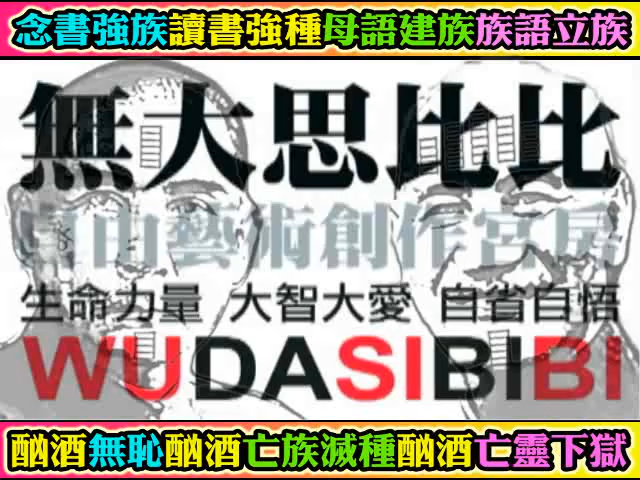 念書強族讀書強種母語建族族語立族
無大思比比
自由藝術創作宮房
生命力量 大智大愛 自省自悟
WUDASIBIBI
酗酒無恥酗酒亡族滅種酗酒亡靈下獄